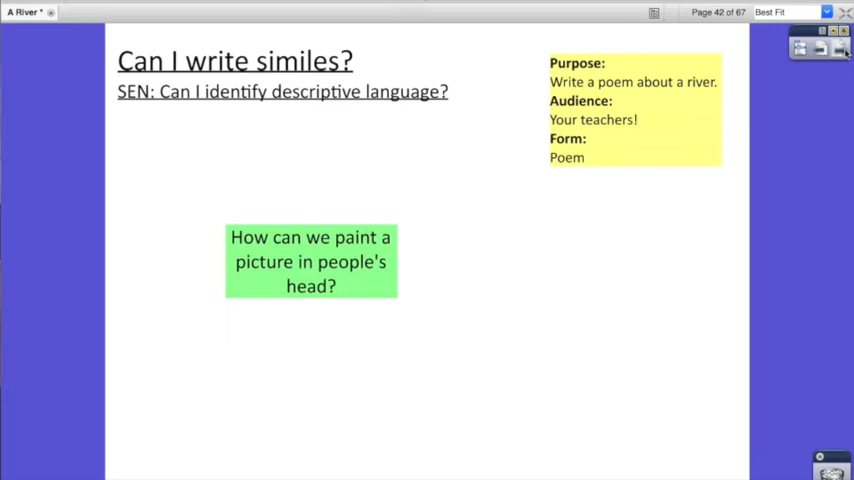 A River *
Page 42 of 67
Best Fit
Can I write similes?
SEN: Can I identify descriptive language?
Purpose:
Write a poem about a river.
Audience:
Your teachers!
Form:
Poem
How can we paint a
picture in people's
head?